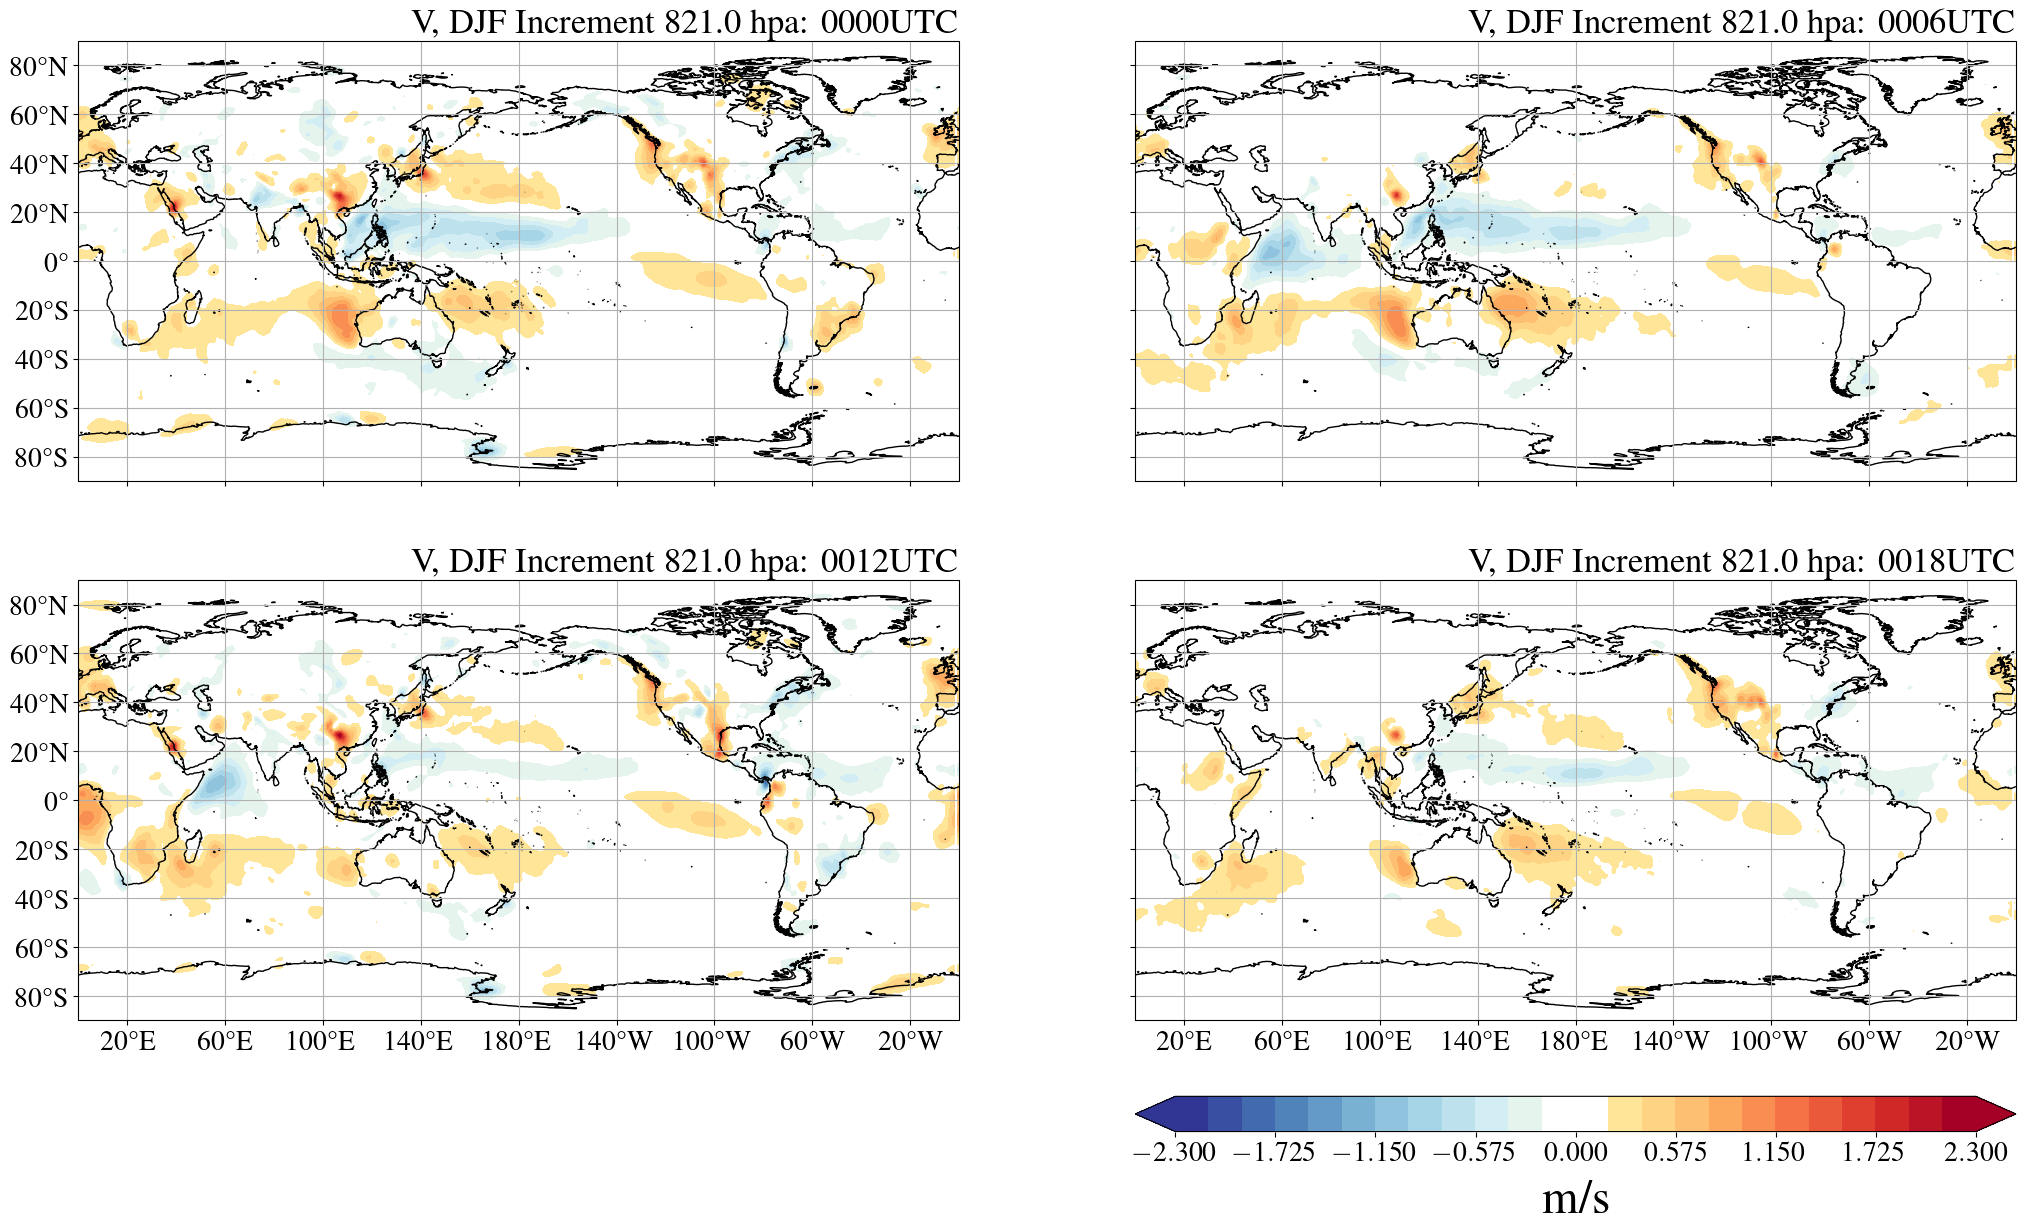 V, DJF Increment 821.0 hpa: 0000UTC
80°N
60°N
40°N
20°N
0°
20°S
40°S
60°S
80°S
V, DJF Increment 821.0 hpa: 0006UTC
V, DJF Increment 821.0 hpa: 0012UTC
80°N
60°N
40°N
20°N
0°
20°S
40°S
60°S
80°S
20°E 60°E 100°E 140°E 180°E 140°W 100°W 60°W 20°W
V, DJF Increment 821.0 hpa: 0018UTC
20°E 60°E 100°E 140°E 180°E 140°W 100°W 60°W 20°W
−2.300 −1.725 −1.150 −0.575 0.000 0.575 1.150 1.725 2.300
m/s